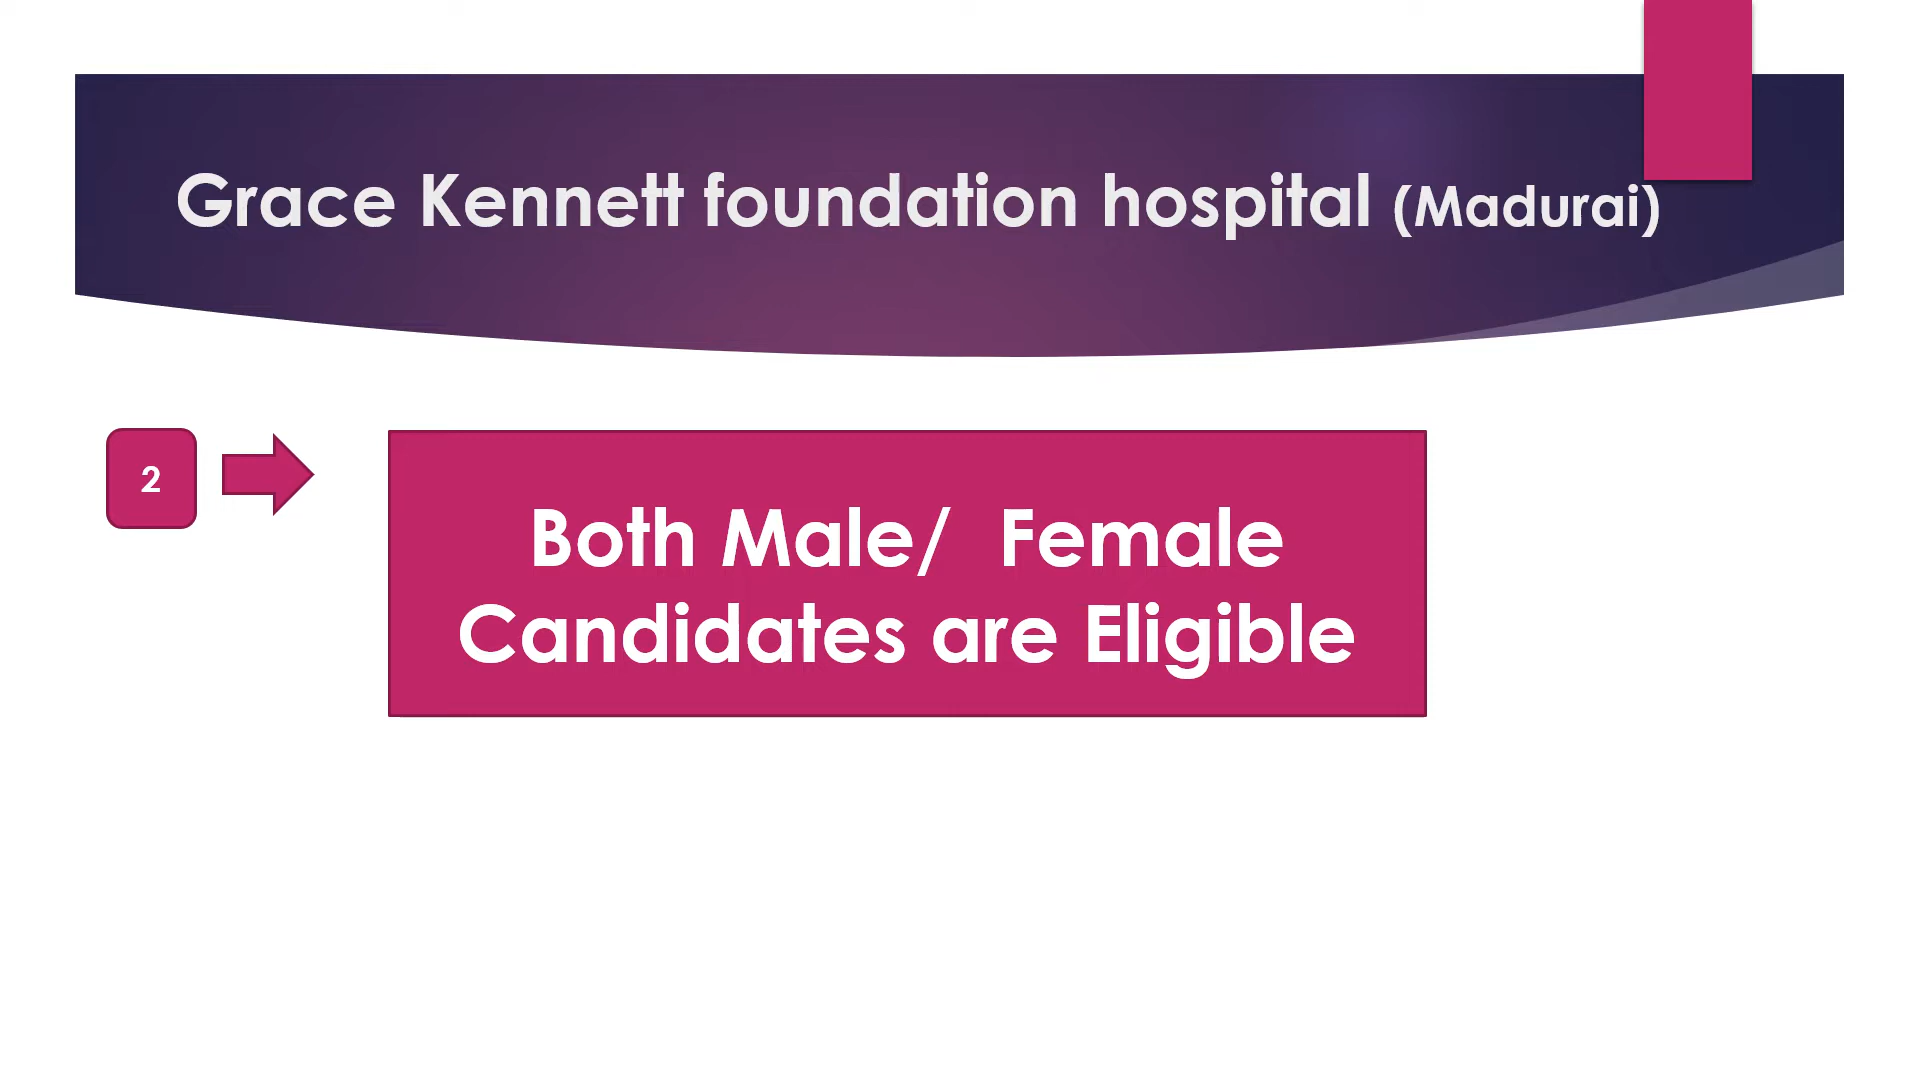 Grace Kennett foundation hospital (Madurai)
2
Both Male/  Female
Candidates are Eligible